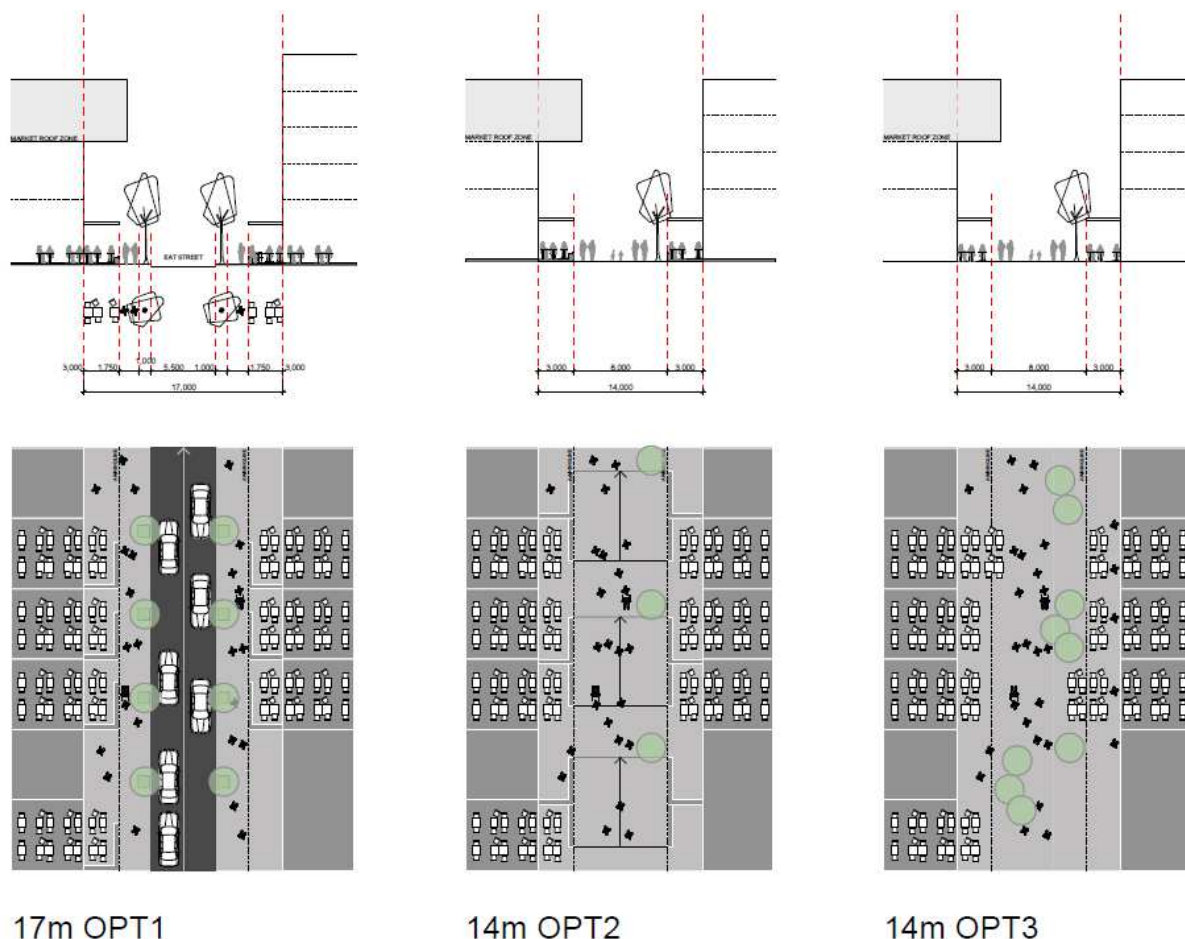 MARKET ROOF ZONE
MARKET ROOF ZONE
MARKET ROOF ZONE
EAT STREET
1,000
3,000 1,750 5,500 1,000 1,750 3,000
17,000
3,000 8,000 3,000
14,000
3,000 8,000 3,000
14,000
17m OPT1
14m OPT2
14m OPT3